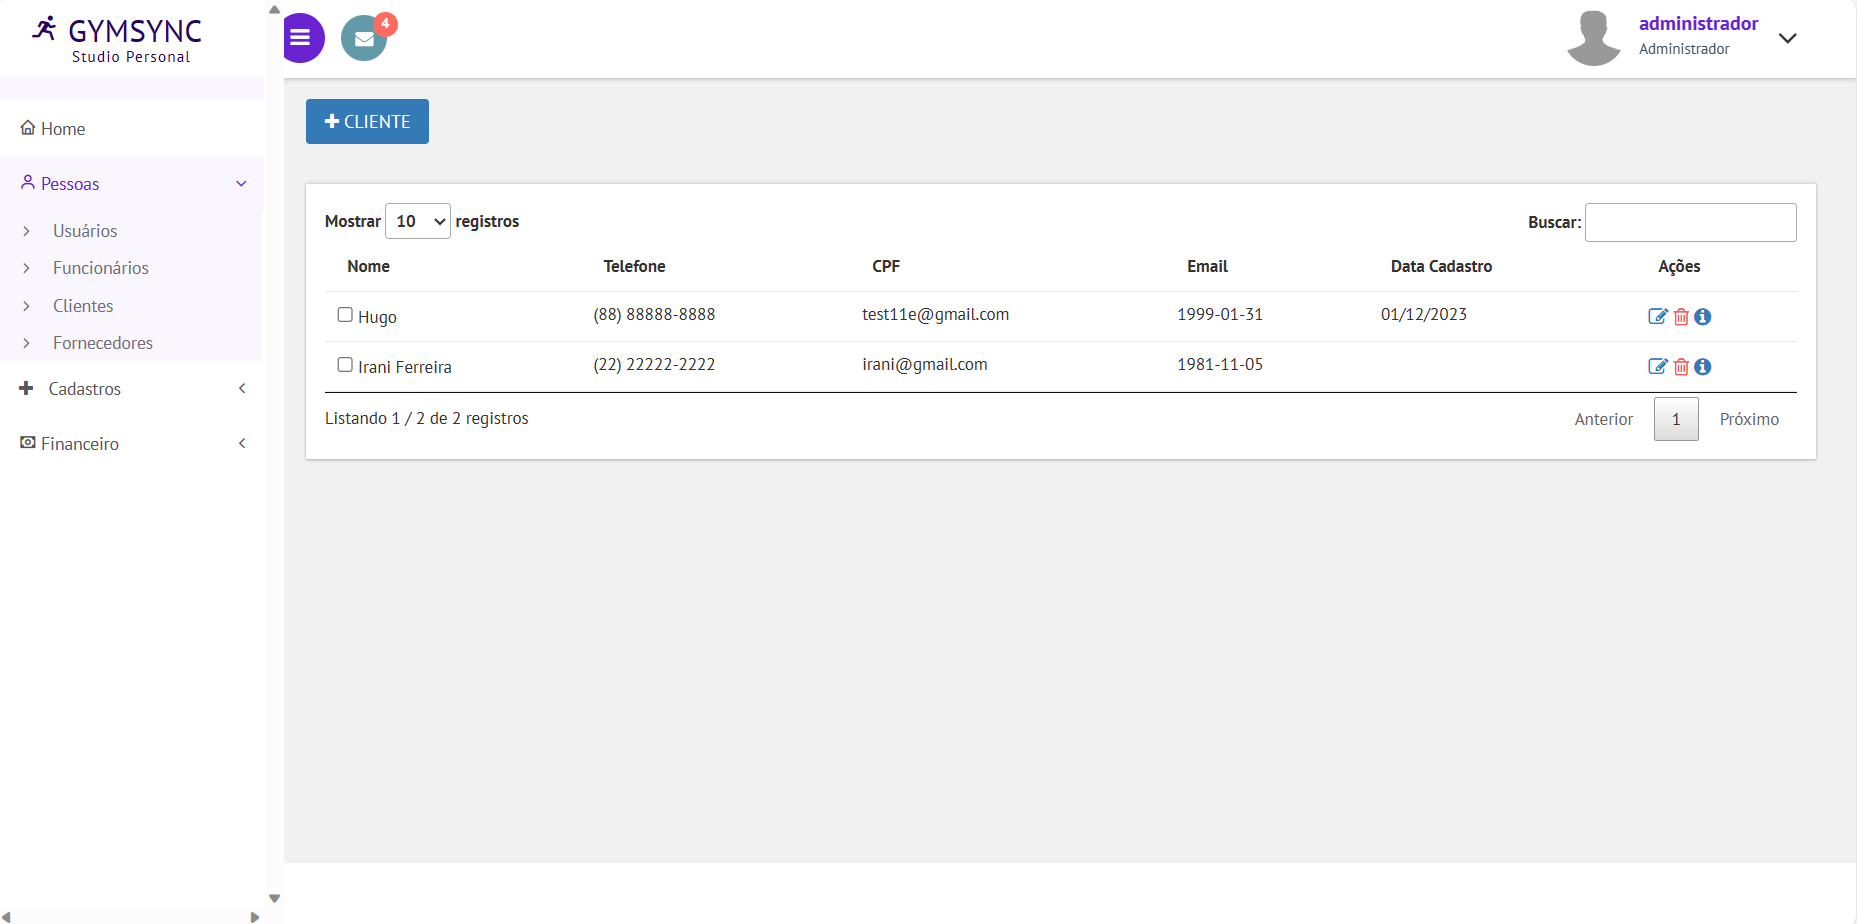 GYMSYNC
Studio Personal
4
administrador
Administrador
Home
Pessoas
Usuários
Funcionários
Clientes
Fornecedores
Cadastros
Financeiro
CLIENTE
Mostrar 10 registros
Buscar:
Nome Telefone CPF Email Data Cadastro Ações
Hugo (88) 88888-8888 test11e@gmail.com 1999-01-31 01/12/2023
Irani Ferreira (22) 22222-2222 irani@gmail.com 1981-11-05
Listando 1 / 2 de 2 registros
Anterior 1 Próximo